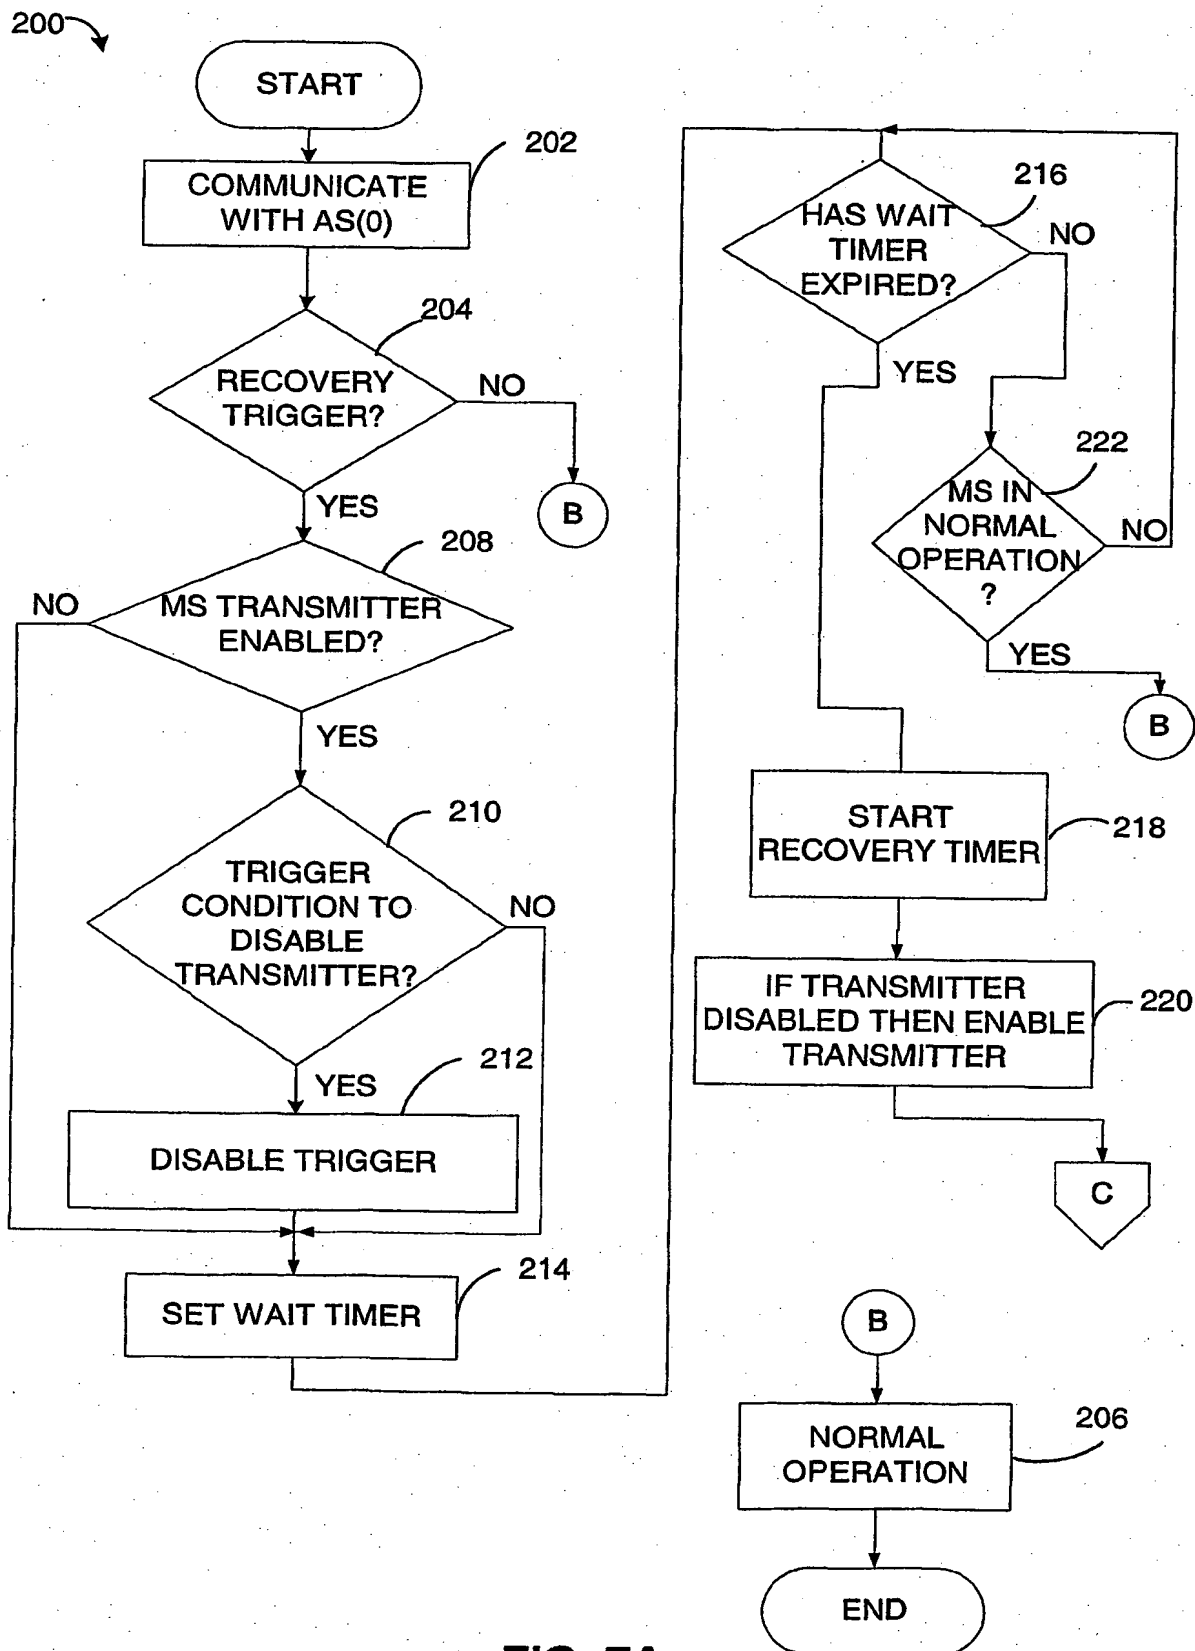 200
START
202
COMMUNICATE
WITH AS(0)
204
RECOVERY
TRIGGER?
NO
B
YES
208
NO
MS TRANSMITTER
ENABLED?
YES
210
TRIGGER
CONDITION TO
DISABLE
TRANSMITTER?
NO
YES
212
DISABLE TRIGGER
214
SET WAIT TIMER
216
HAS WAIT
TIMER
EXPIRED?
NO
YES
222
MS IN
NORMAL
OPERATION
?
NO
YES
B
START
RECOVERY TIMER
218
IF TRANSMITTER
DISABLED THEN ENABLE
TRANSMITTER
220
C
B
206
NORMAL
OPERATION
END